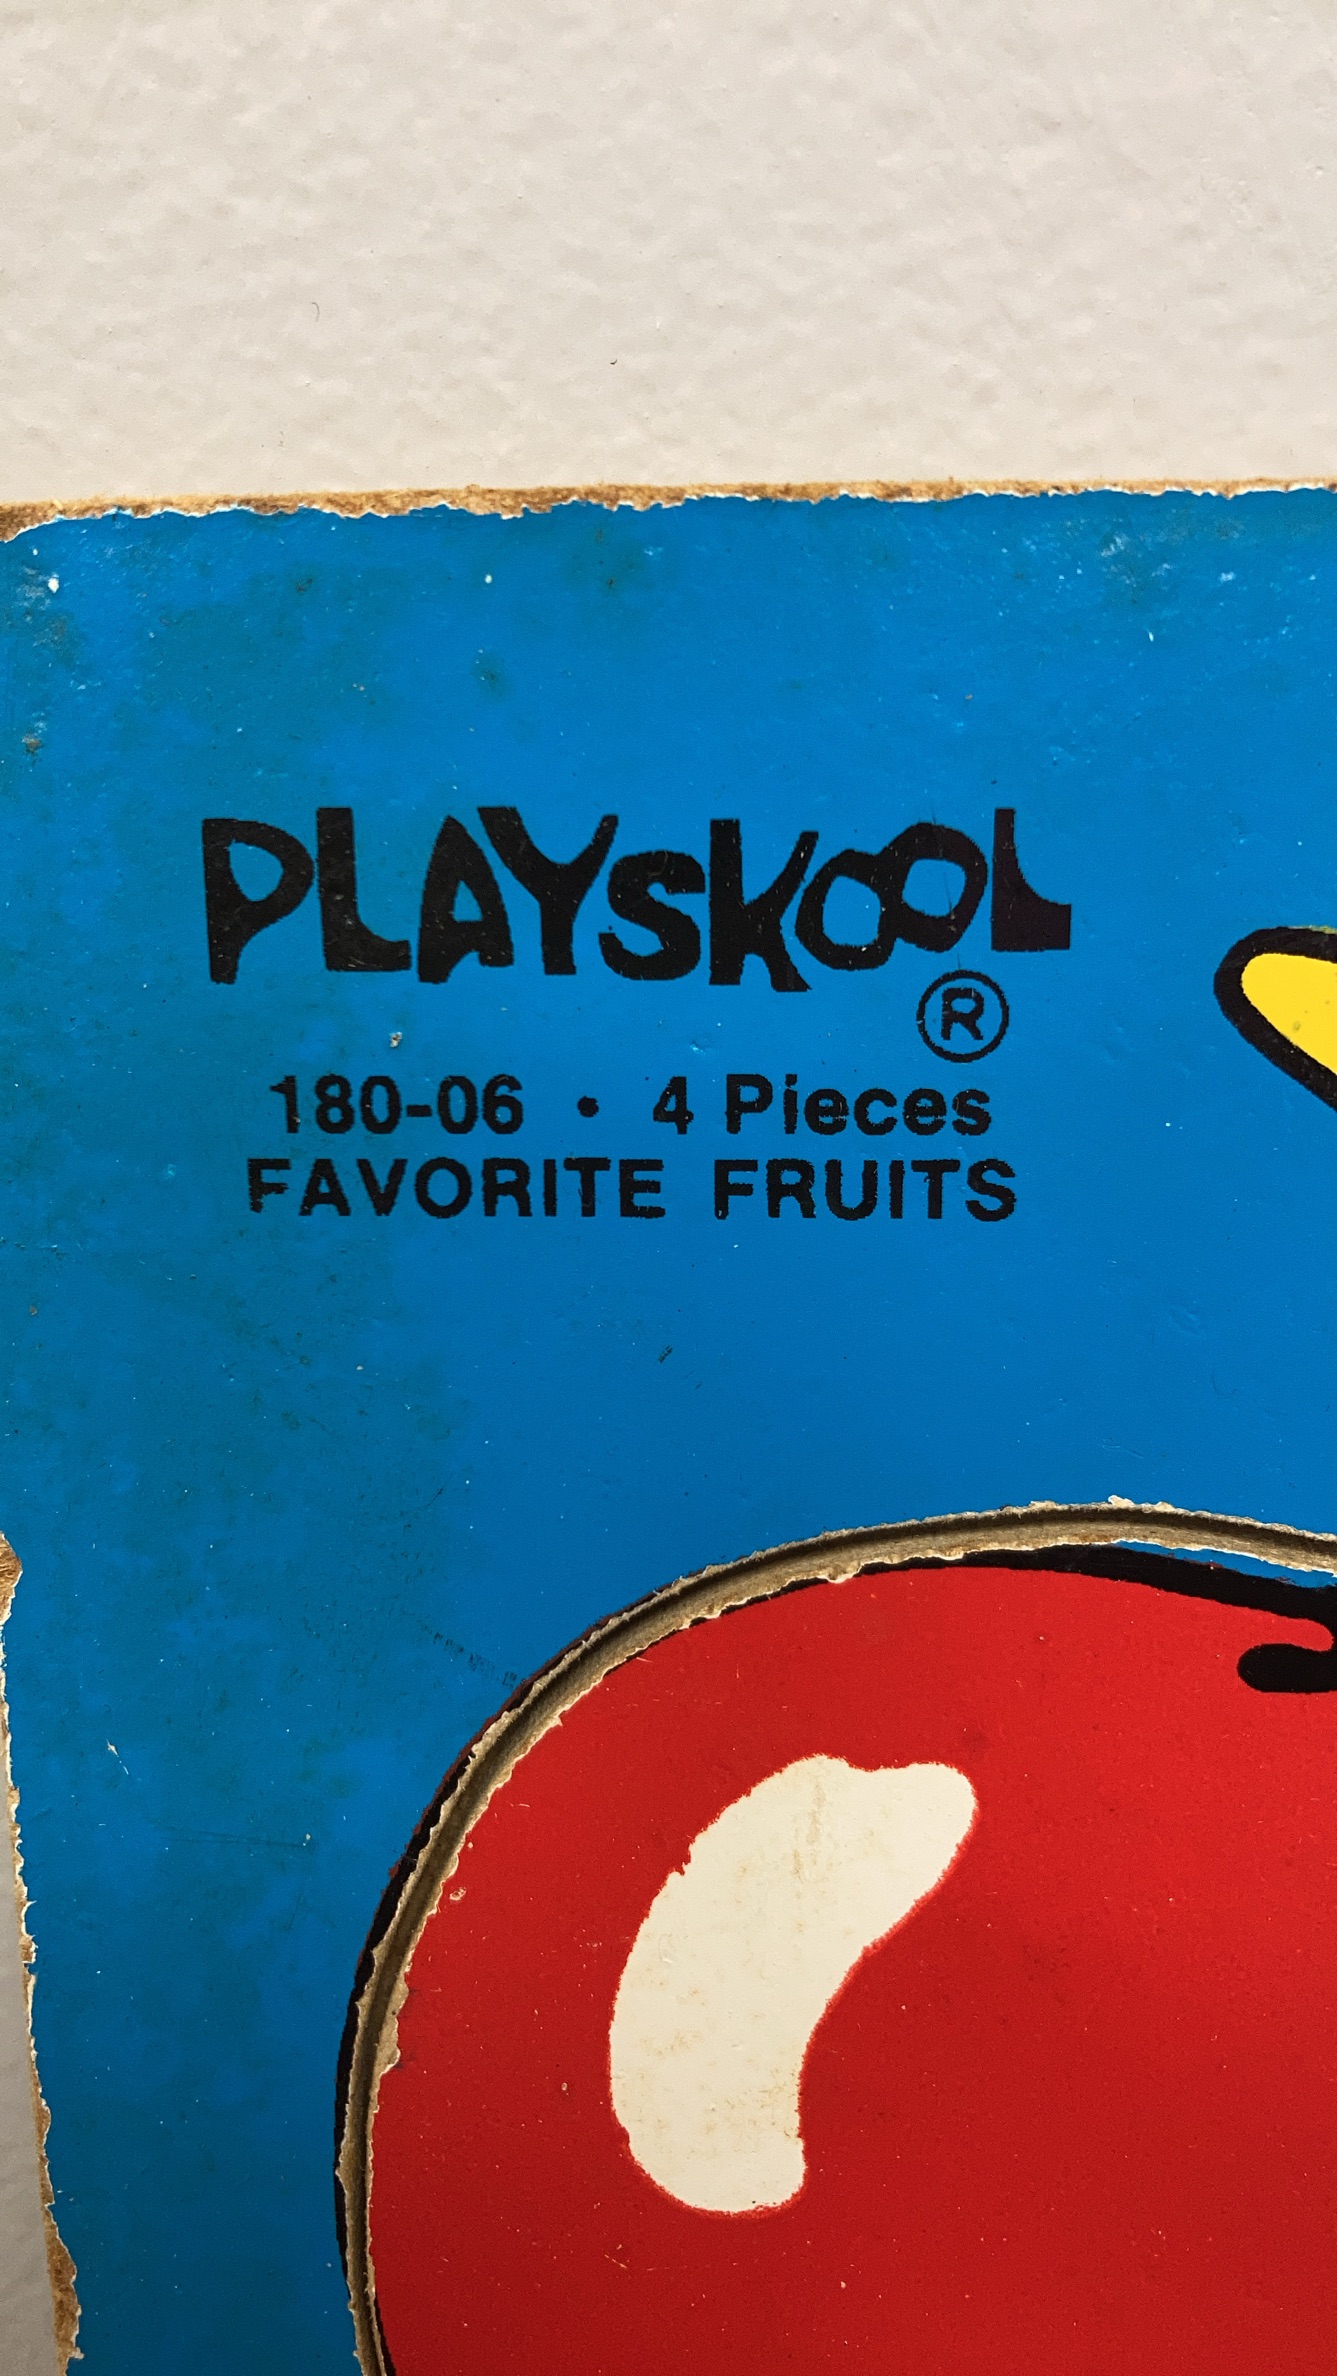 PLAYSKOOL
®
180-06 • 4 Pieces
FAVORITE FRUITS